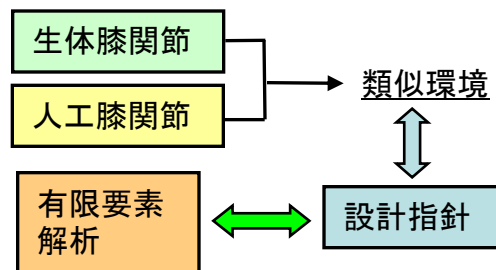 生体膝関節
人工膝関節
類似環境
有限要素
解析
設計指針